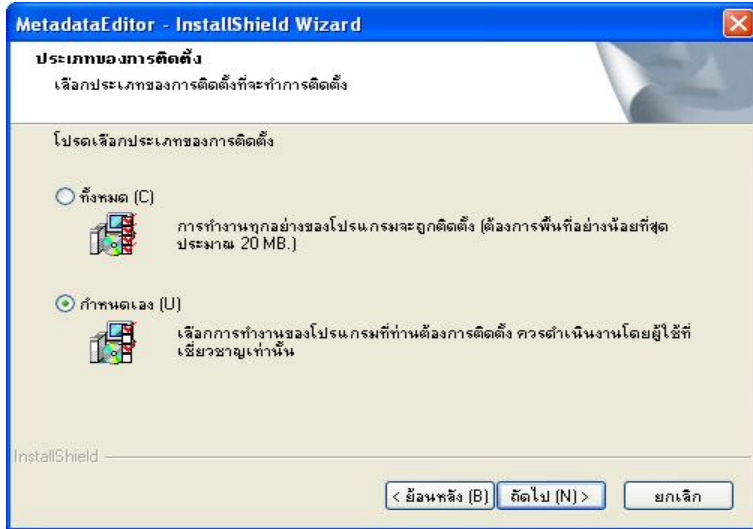 MetadataEditor - InstallShield Wizard
ประเภทของการติดตั้ง
เลือกประเภทของการติดตั้งที่จะทำการติดตั้ง
โปรดเลือกประเภทของการติดตั้ง
ทั้งหมด (C)
การทำงานทุกอย่างของโปรแกรมจะถูกติดตั้ง (ต้องการพื้นที่อย่างน้อยที่สุด
ประมาณ 20 MB.)
กำหนดเอง (U)
เลือกการทำงานของโปรแกรมที่ท่านต้องการติดตั้ง ควรดำเนินงานโดยผู้ใช้ที่
เชี่ยวชาญเท่านั้น
InstallShield
< ย้อนหลัง (B)
ถัดไป (N) >
ยกเลิก